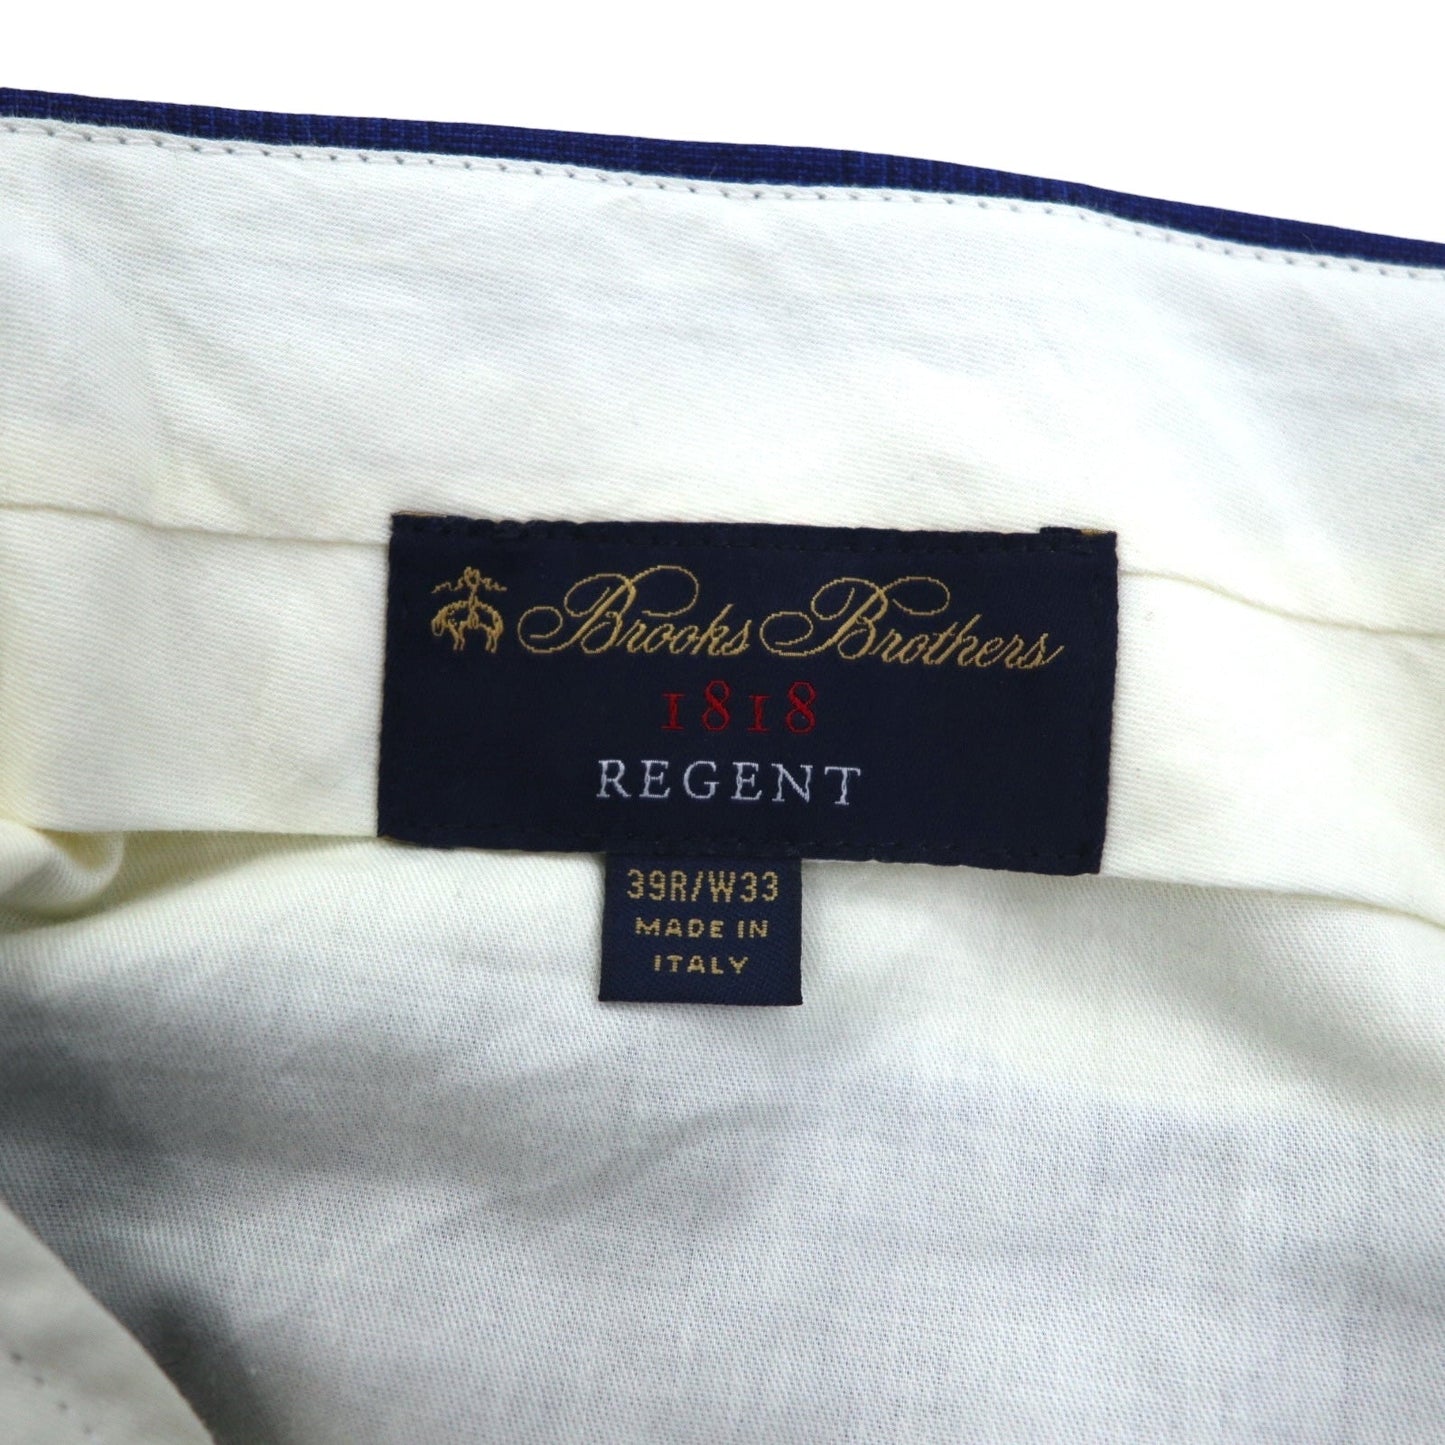 Brooks Brothers
1818
REGENT
39R/W33
MADE IN
ITALY